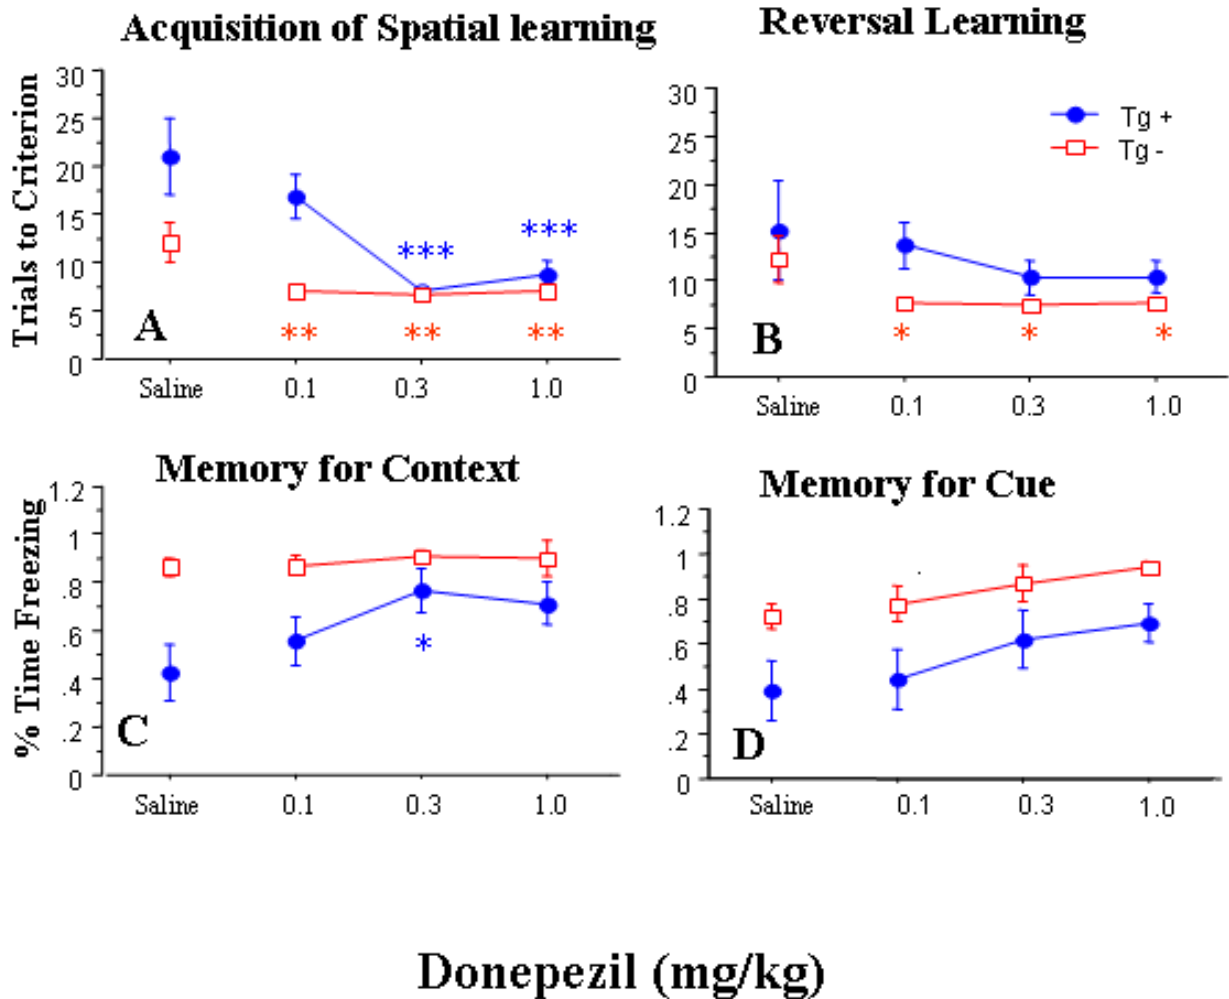 Acquisition of Spatial learning
Trials to Criterion
30
25
20
15
10
5
0
***
***
**
**
**
A
Saline
0.1
0.3
1.0
Reversal Learning
30
25
20
15
10
5
0
Tg +
Tg -
*
*
*
B
Saline
0.1
0.3
1.0
Memory for Context
% Time Freezing
1.2
1
.8
.6
.4
.2
0
*
C
Saline
0.1
0.3
1.0
Memory for Cue
1.2
1
.8
.6
.4
.2
0
D
Saline
0.1
0.3
1.0
Donepezil (mg/kg)